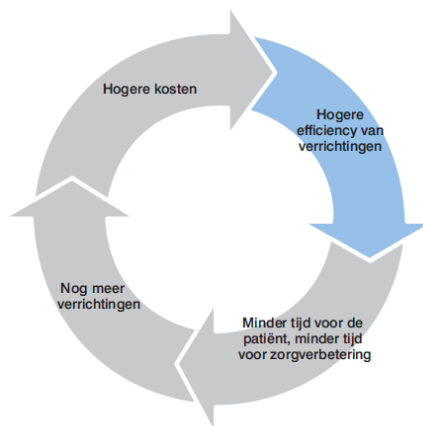 Hogere kosten
Hogere
efficiency van
verrichtingen
Minder tijd voor de
patiënt, minder tijd
voor zorgverbetering
Nog meer
verrichtingen